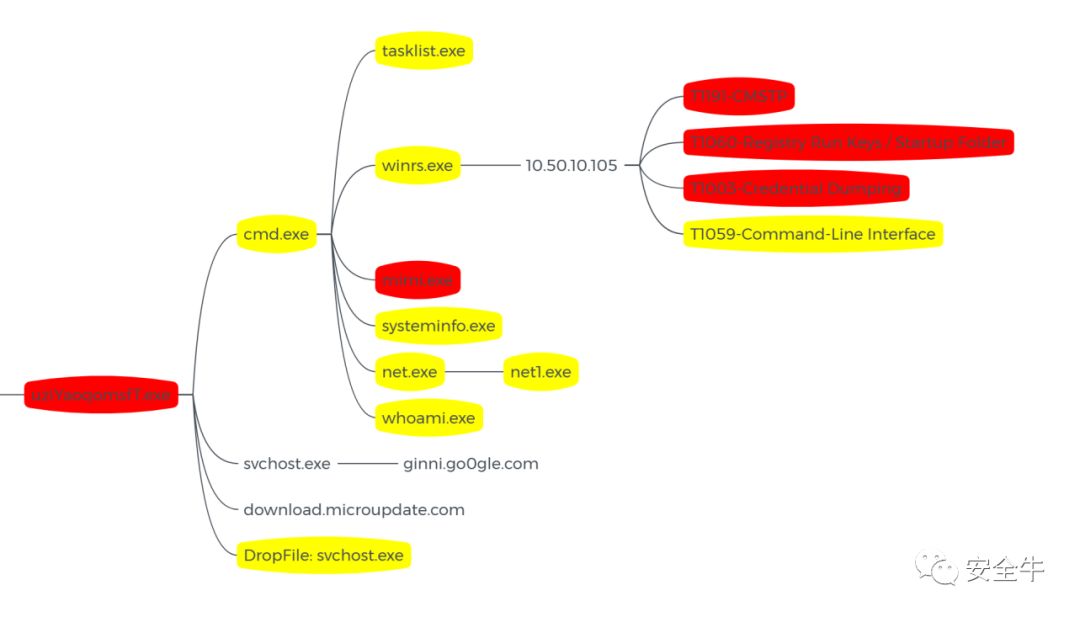 tasklist.exe
T1191-CMSTP
T1060-Registry Run Keys / Startup Folder
winrs.exe
10.50.10.105
T1003-Credential Dumping
cmd.exe
T1059-Command-Line Interface
mimi.exe
systeminfo.exe
net.exe
net1.exe
whoami.exe
svchost.exe
ginni.go0gle.com
download.microupdate.com
DropFile: svchost.exe
安全牛